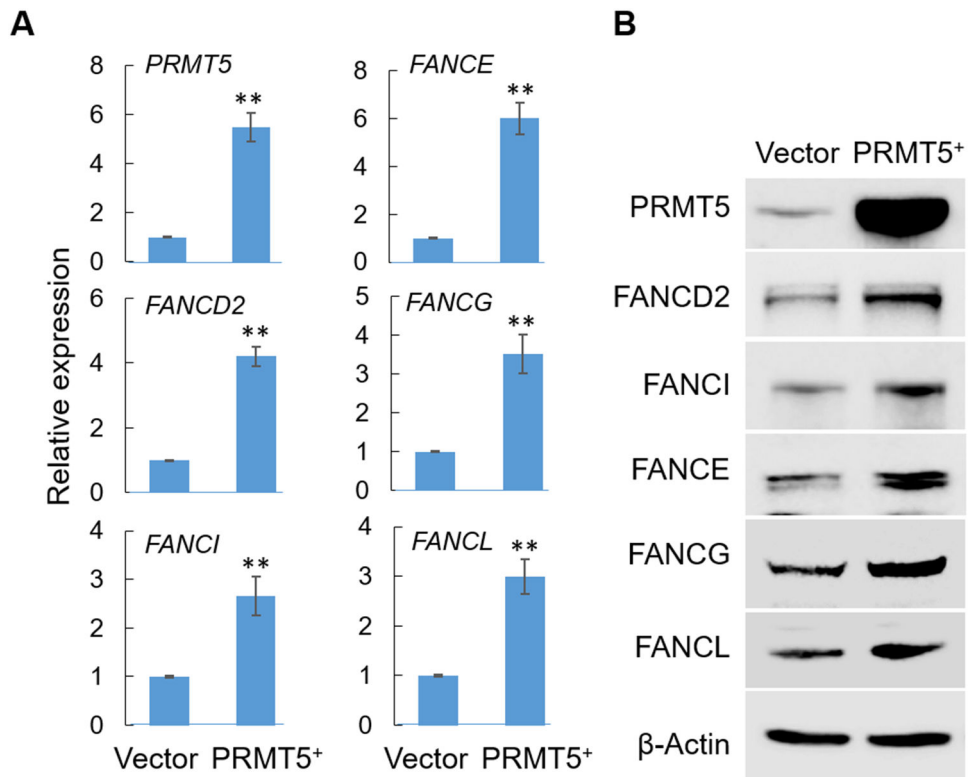 A
Relative expression
PRMT5
8
6
4
2
0
**
FANCE
8
6
4
2
0
**
FANCD2
6
4
2
0
**
FANCG
5
4
3
2
1
0
**
FANCI
4
3
2
1
0
**
FANCL
4
3
2
1
0
**
Vector PRMT5⁺ Vector PRMT5⁺
B
Vector PRMT5⁺
PRMT5
FANCD2
FANCI
FANCE
FANCG
FANCL
β-Actin